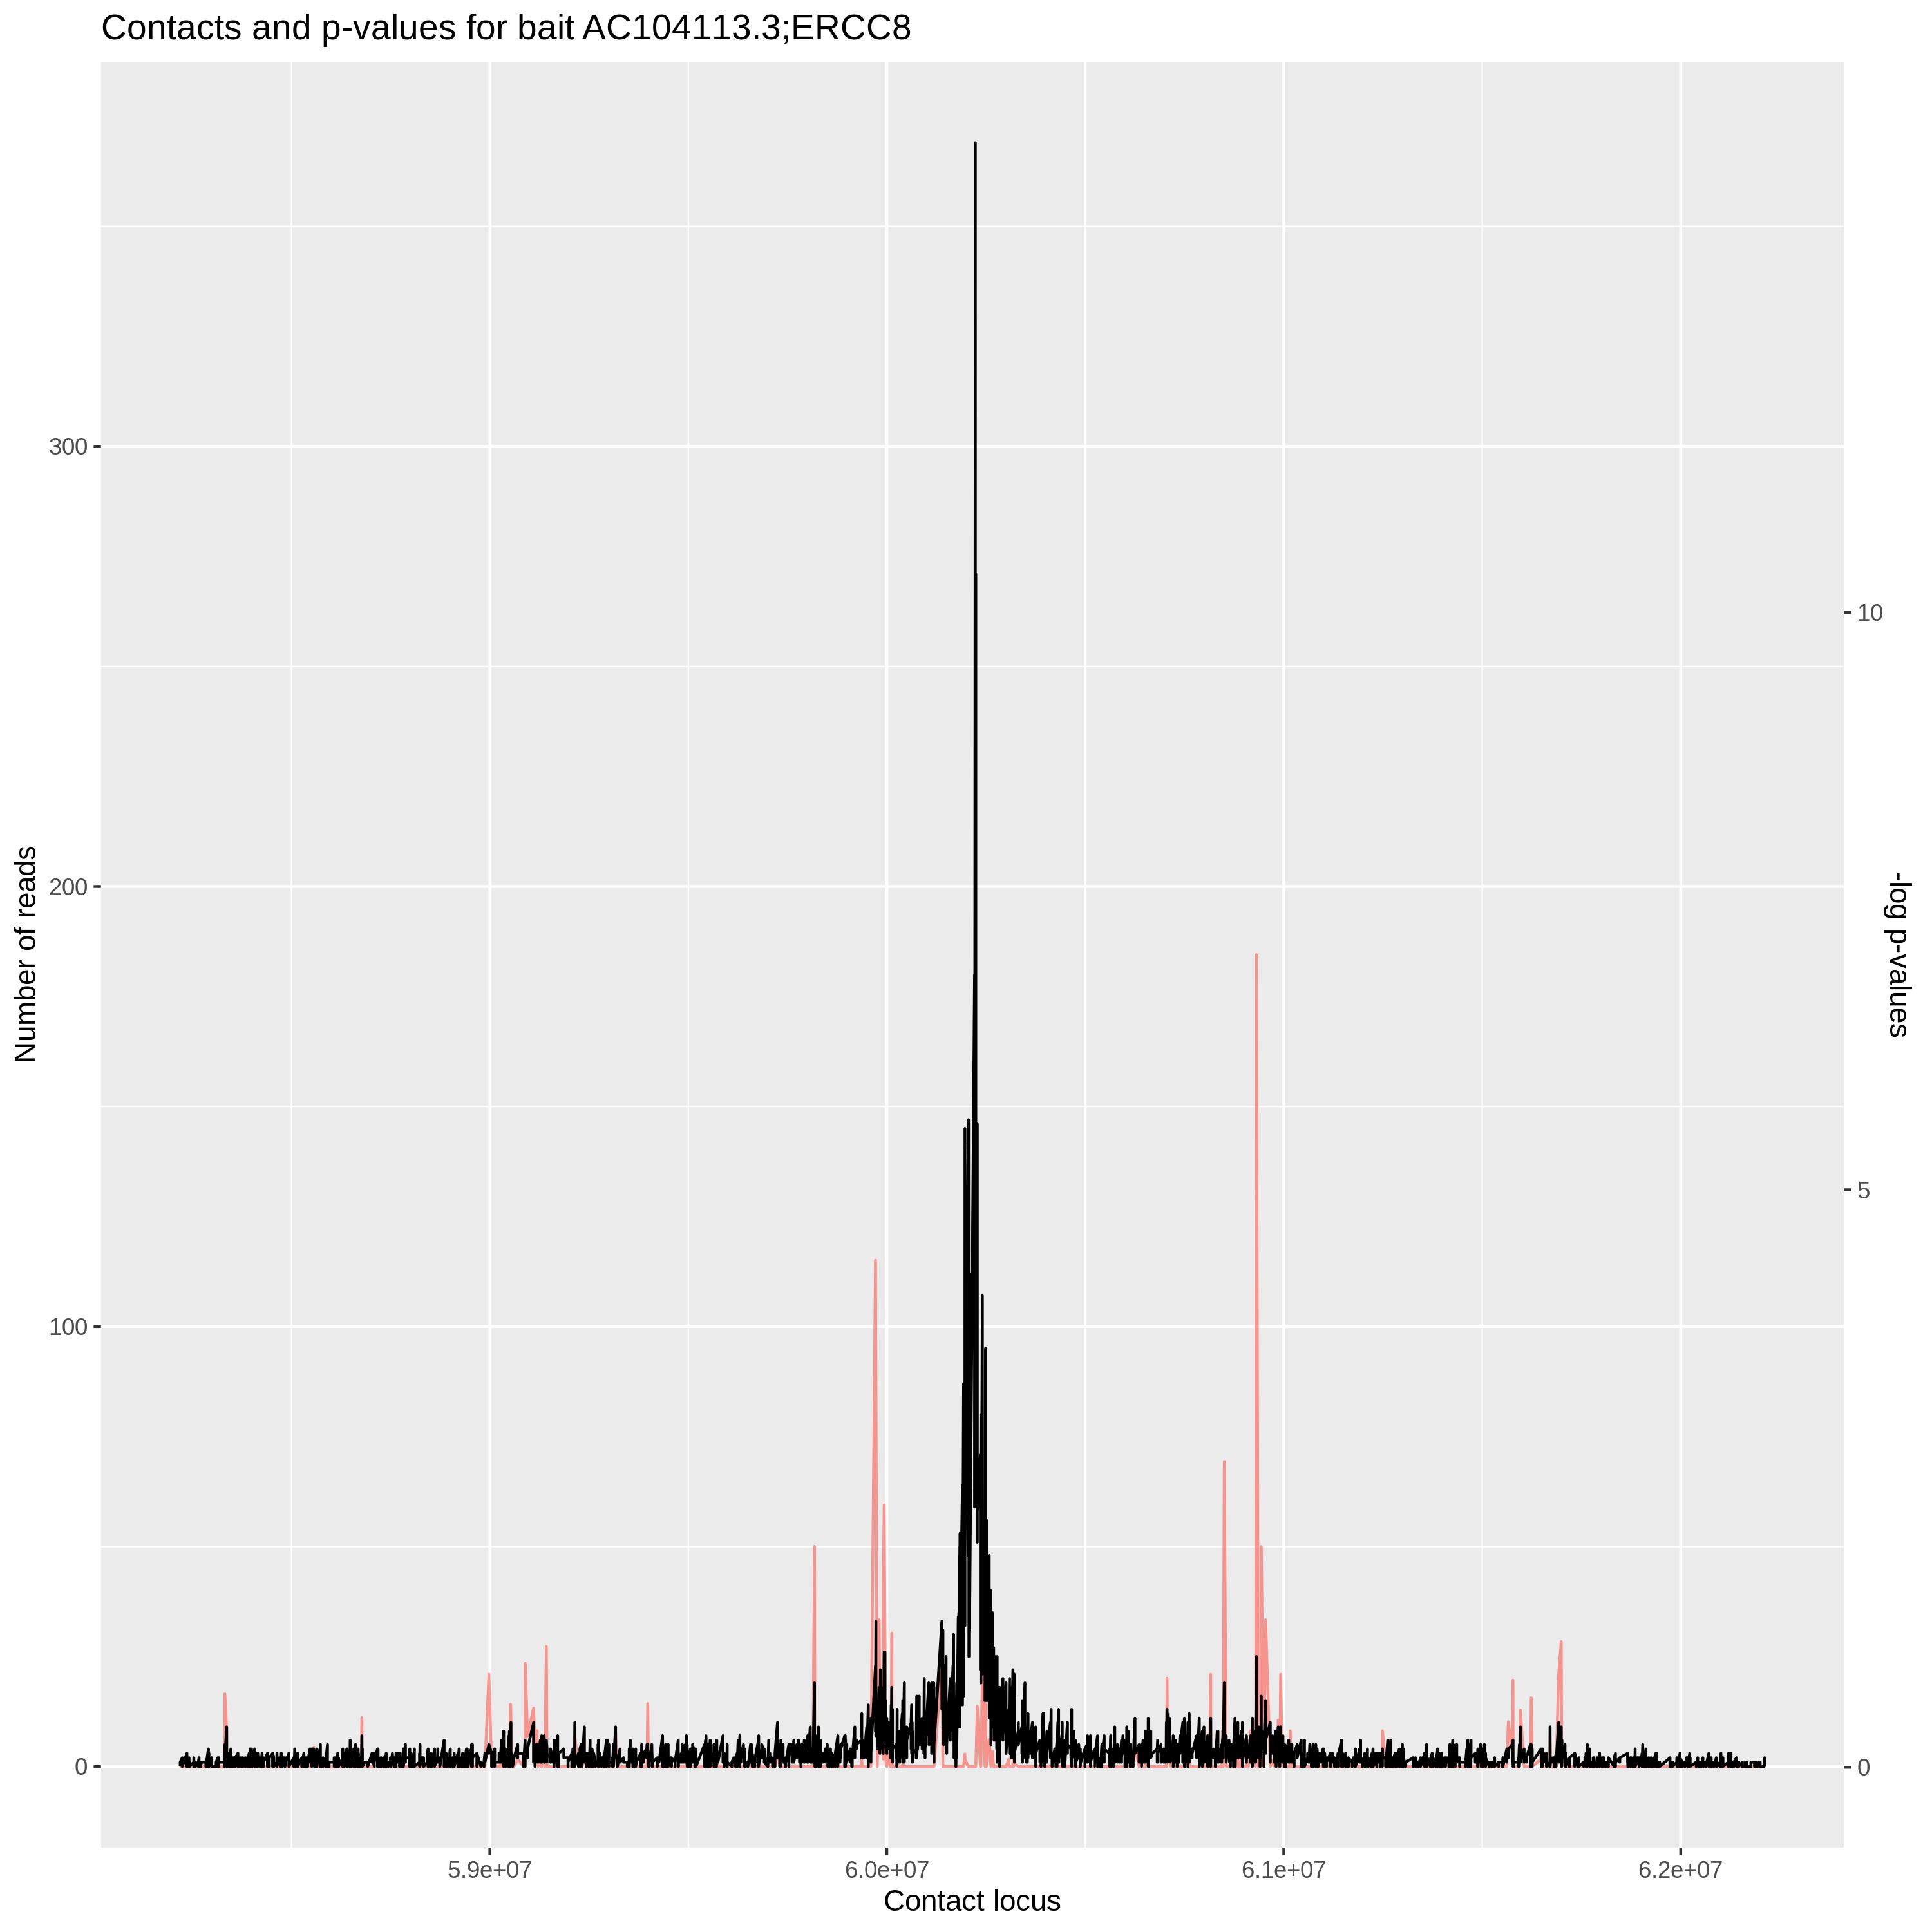 Contacts and p-values for bait AC104113.3;ERCC8
Number of reads
300
200
100
0
10
5
0
-log p-values
5.9e+07
6.0e+07
6.1e+07
6.2e+07
Contact locus